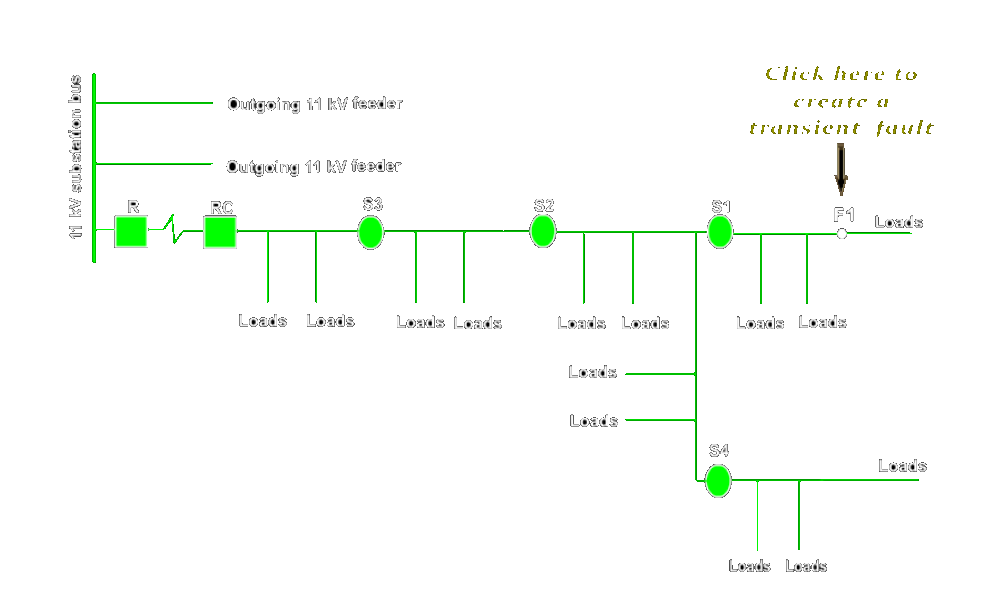 Click here to
create a
transient fault
11 kV substation bus
Outgoing 11 kV feeder
Outgoing 11 kV feeder
R
RC
S3
S2
S1
F1
Loads
Loads
Loads
Loads
Loads
Loads
Loads
Loads
Loads
Loads
Loads
S4
Loads
Loads
Loads